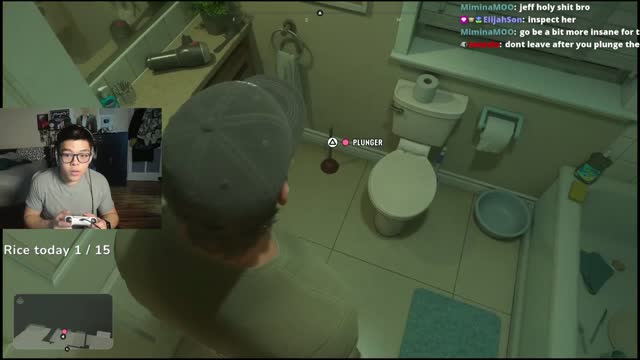 MiminaMOO: jeff holy shit bro
ElijahSon: inspect her
MiminaMOO: go be a bit more insane for t
dont leave after you plunge the
PLUNGER
Rice today 1 / 15